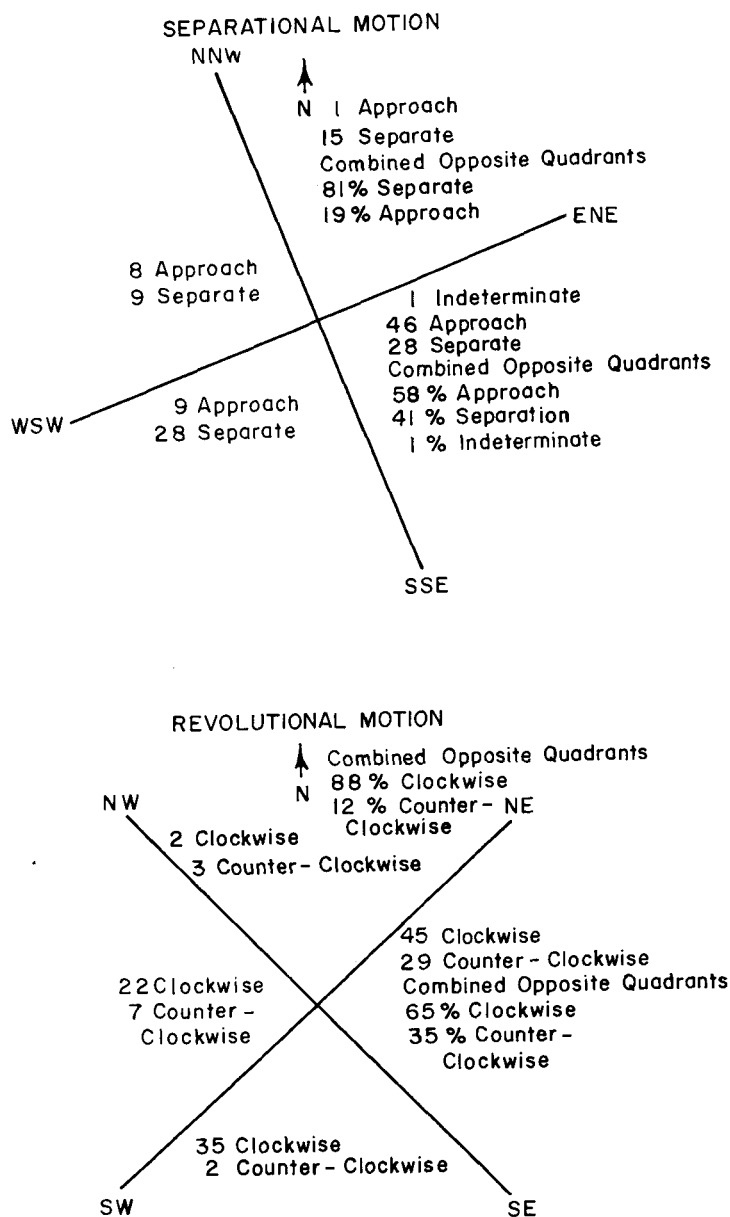 SEPARATIONAL MOTION
NNW
N 1 Approach
15 Separate
Combined Opposite Quadrants
81% Separate
19% Approach
ENE
8 Approach
9 Separate
1 Indeterminate
46 Approach
28 Separate
Combined Opposite Quadrants
58% Approach
41% Separation
1% Indeterminate
WSW
9 Approach
28 Separate
SSE
REVOLUTIONAL MOTION
N
Combined Opposite Quadrants
88% Clockwise
12% Counter-
Clockwise
NW
NE
2 Clockwise
3 Counter-Clockwise
45 Clockwise
29 Counter-Clockwise
Combined Opposite Quadrants
65% Clockwise
35% Counter-
Clockwise
22 Clockwise
7 Counter-
Clockwise
35 Clockwise
2 Counter-Clockwise
SW
SE